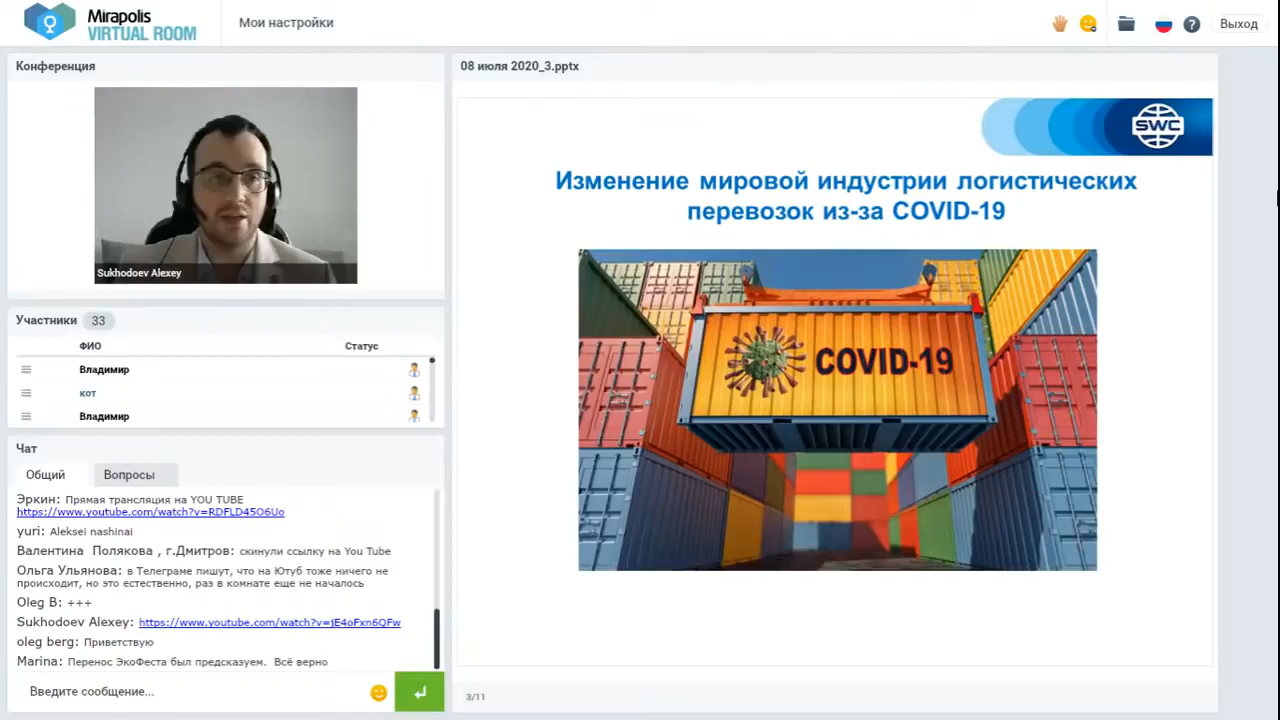 Mirapolis
VIRTUAL ROOM
Мои настройки
Выход
Конференция
Sukhodoev Alexey
Участники 33
ФИО Статус
Владимир
кот
Владимир
Чат
Общий Вопросы
Эркин: Прямая трансляция на YOU TUBE
https://www.youtube.com/watch?v=RDFLD45O6Uo
yuri: Aleksei nashinai
Валентина Полякова , г.Дмитров: скинули ссылку на You Tube
Ольга Ульянова: в Телеграме пишут, что на Ютуб тоже ничего не
происходит, но это естественно, раз в комнате еще не началось
Oleg B: +++
Sukhodoev Alexey: https://www.youtube.com/watch?v=jE4oFxn6QFw
oleg berg: Приветствую
Marina: Перенос ЭкоФеста был предсказуем. Всё верно
Введите сообщение...
08 июля 2020_3.pptx
SWC
Изменение мировой индустрии логистических
перевозок из-за COVID-19
COVID-19
3/11